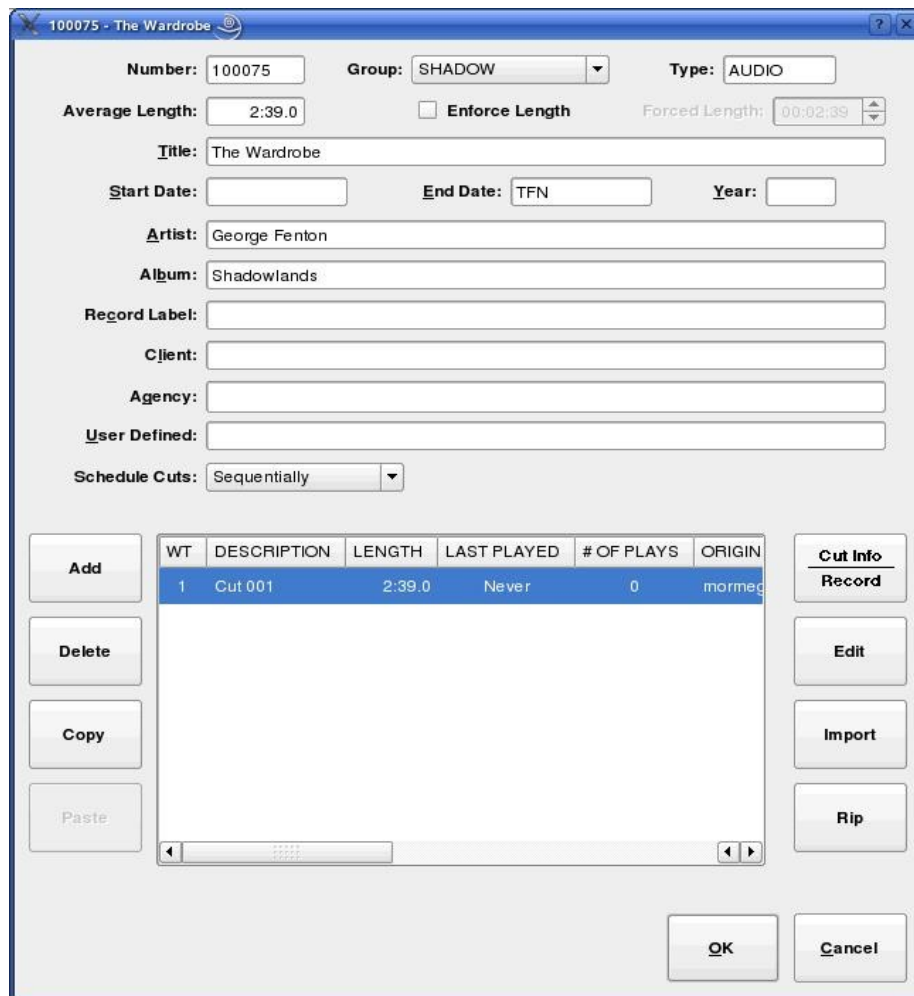 100075 - The Wardrobe
Number: 100075 Group: SHADOW Type: AUDIO
Average Length: 2:39.0 Enforce Length Forced Length: 00:02:39
Title: The Wardrobe
Start Date: End Date: TFN Year:
Artist: George Fenton
Album: Shadowlands
Record Label:
Client:
Agency:
User Defined:
Schedule Cuts: Sequentially
WT DESCRIPTION LENGTH LAST PLAYED # OF PLAYS ORIGIN
1 Cut 001 2:39.0 Never 0 mormeg
Add
Delete
Copy
Paste
Cut Info
Record
Edit
Import
Rip
OK Cancel